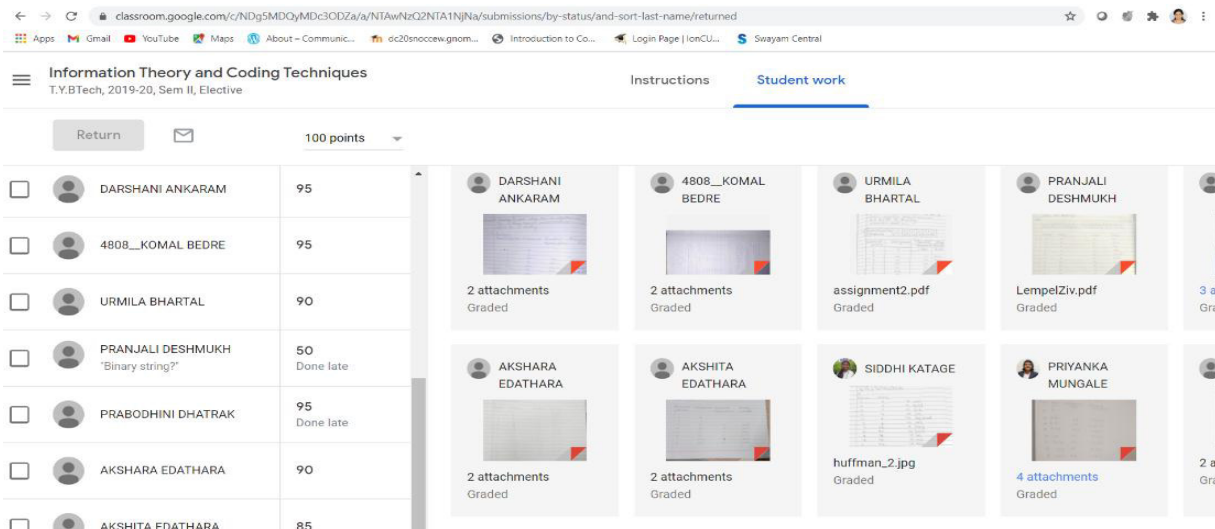 classroom.google.com/c/NDg5MDQyMDc3ODZa/a/NTAwNzQ2NTA1NjNa/submissions/by-status/and-sort-last-name/returned
Apps Gmail YouTube Maps About – Communic... dc20snoccew.gnom... Introduction to Co... Login Page | IonCU... Swayam Central
Information Theory and Coding Techniques
T.Y.BTech, 2019-20, Sem II, Elective
Instructions Student work
Return 100 points
DARSHANI ANKARAM 95
4808__KOMAL BEDRE 95
URMILA BHARTAL 90
PRANJALI DESHMUKH 50
"Binary string?" Done late
PRABODHINI DHATRAK 95
Done late
AKSHARA EDATHARA 90
AKSHITA EDATHARA 85
DARSHANI
ANKARAM
2 attachments
Graded
4808__KOMAL
BEDRE
2 attachments
Graded
URMILA
BHARTAL
assignment2.pdf
Graded
PRANJALI
DESHMUKH
LempelZiv.pdf
Graded
3 a
Gra
AKSHARA
EDATHARA
2 attachments
Graded
AKSHITA
EDATHARA
2 attachments
Graded
SIDDHI KATAGE
huffman_2.jpg
Graded
PRIYANKA
MUNGALE
4 attachments
Graded
2 a
Gra